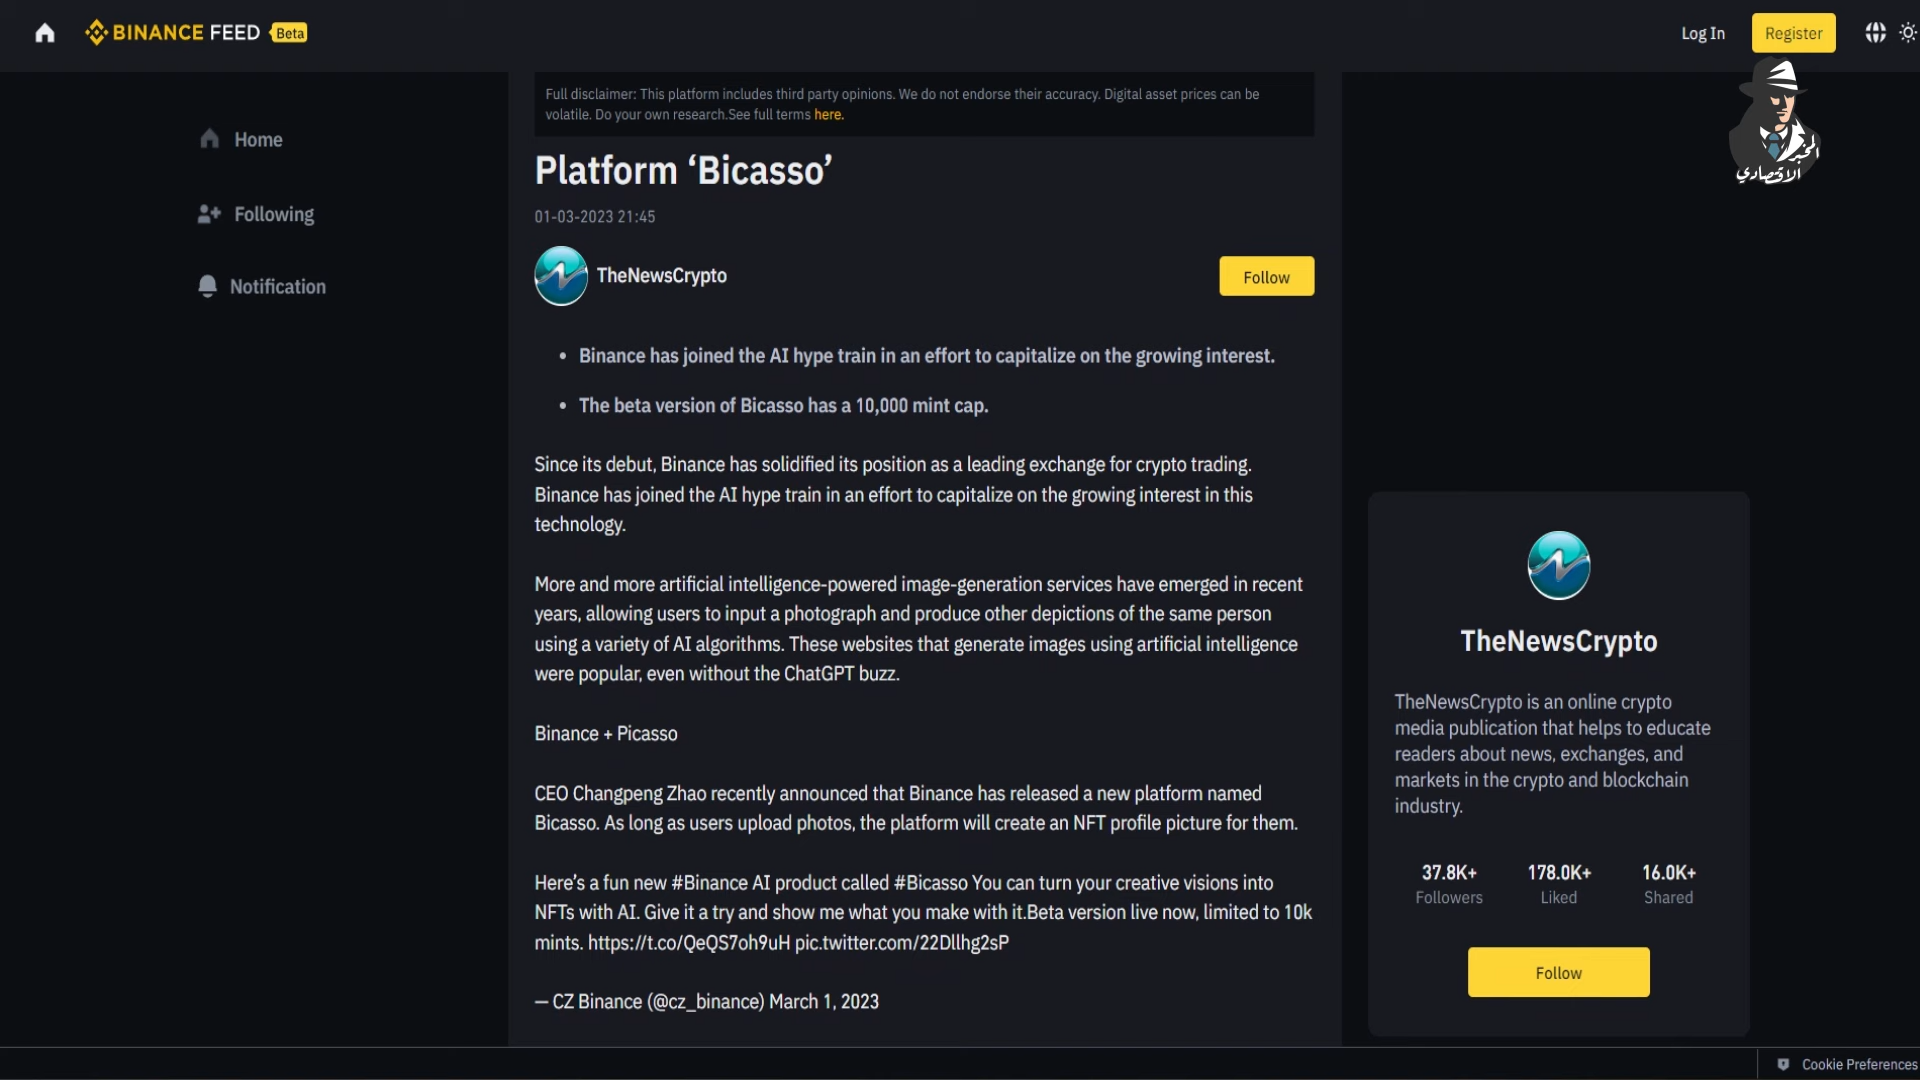 BINANCE FEED Beta
Log In
Register
المخبر
الاقتصادي
Home
Following
Notification
Full disclaimer: This platform includes third party opinions. We do not endorse their accuracy. Digital asset prices can be
volatile. Do your own research.See full terms here.
Platform ‘Bicasso’
01-03-2023 21:45
TheNewsCrypto
Follow
• Binance has joined the AI hype train in an effort to capitalize on the growing interest.
• The beta version of Bicasso has a 10,000 mint cap.
Since its debut, Binance has solidified its position as a leading exchange for crypto trading.
Binance has joined the AI hype train in an effort to capitalize on the growing interest in this
technology.
More and more artificial intelligence-powered image-generation services have emerged in recent
years, allowing users to input a photograph and produce other depictions of the same person
using a variety of AI algorithms. These websites that generate images using artificial intelligence
were popular, even without the ChatGPT buzz.
Binance + Picasso
CEO Changpeng Zhao recently announced that Binance has released a new platform named
Bicasso. As long as users upload photos, the platform will create an NFT profile picture for them.
Here’s a fun new #Binance AI product called #Bicasso You can turn your creative visions into
NFTs with AI. Give it a try and show me what you make with it.Beta version live now, limited to 10k
mints. https://t.co/QeQS7oh9uH pic.twitter.com/22Dllhg2sP
— CZ Binance (@cz_binance) March 1, 2023
TheNewsCrypto
TheNewsCrypto is an online crypto
media publication that helps to educate
readers about news, exchanges, and
markets in the crypto and blockchain
industry.
37.8K+ 178.0K+ 16.0K+
Followers Liked Shared
Follow
Cookie Preferences